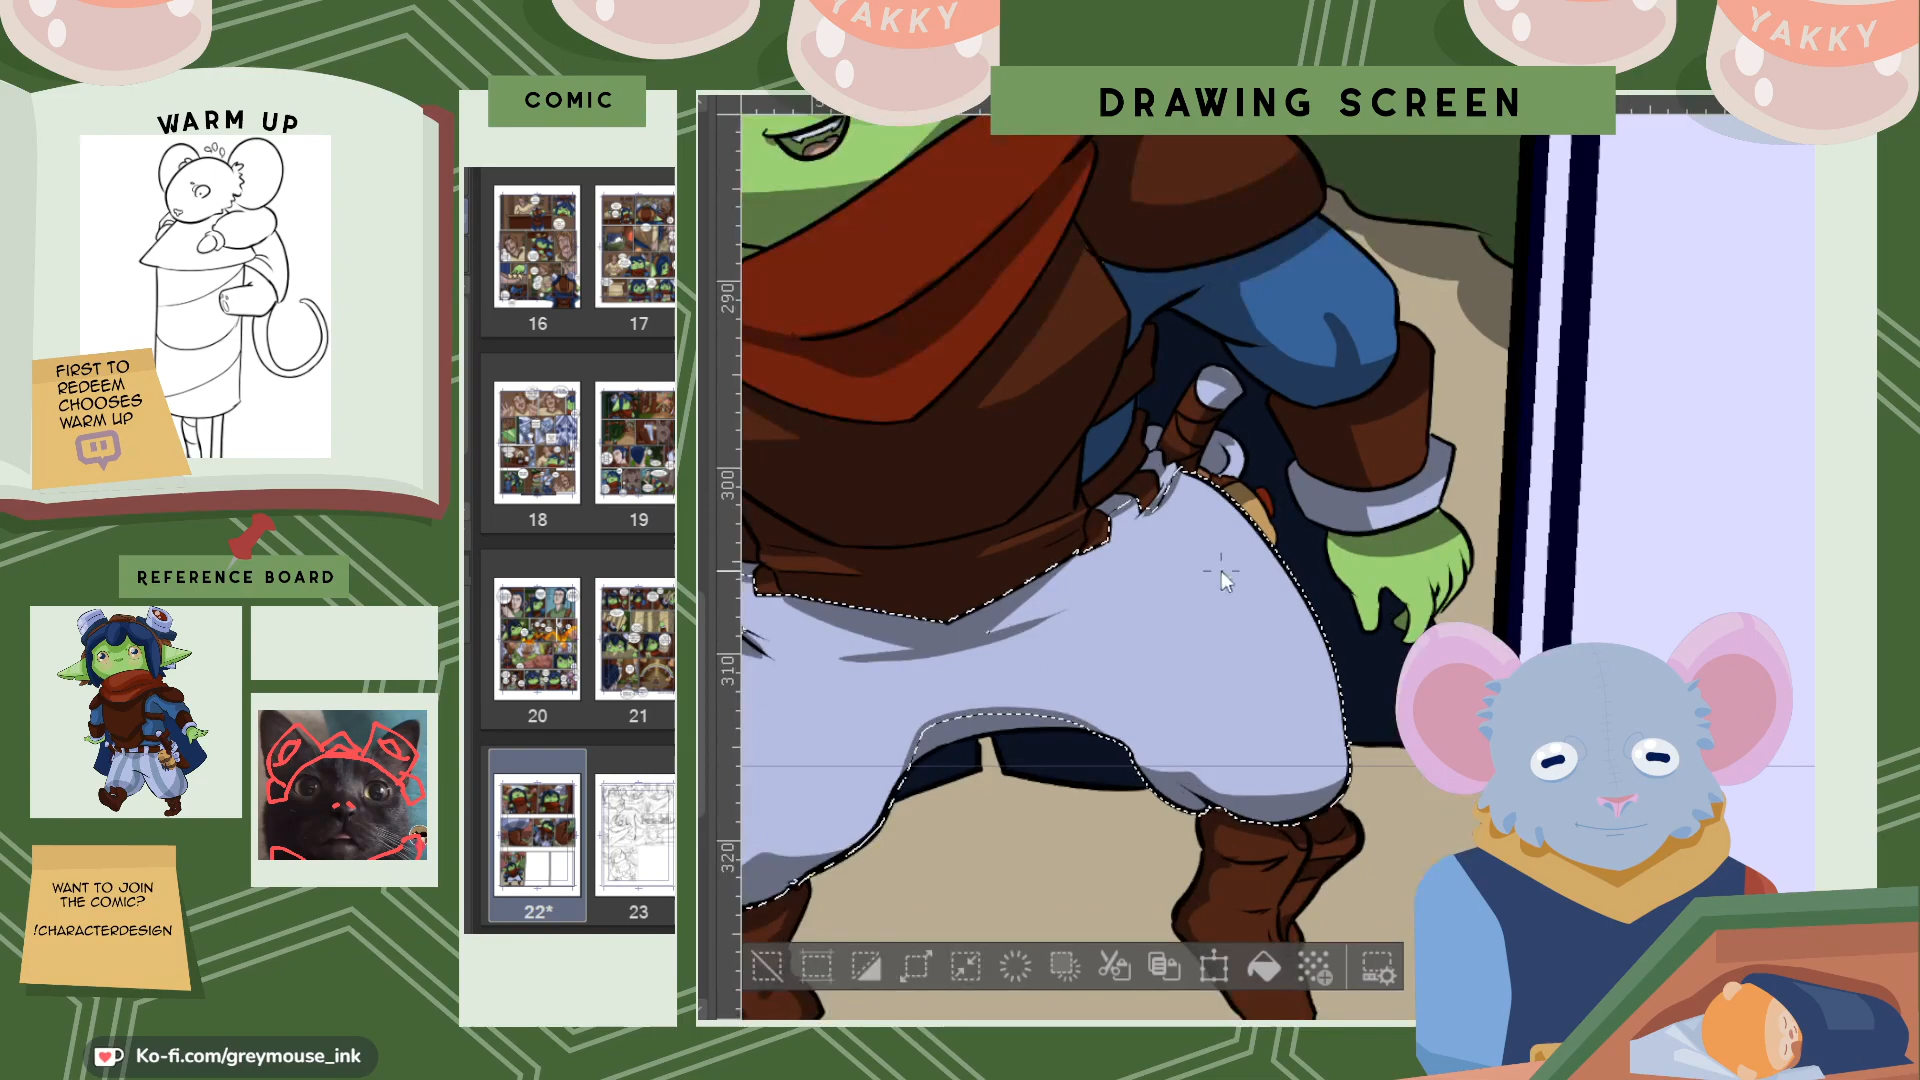 YAKKY
YAKKY
WARM UP
COMIC
DRAWING SCREEN
FIRST TO
REDEEM
CHOOSES
WARM UP
16
17
18
19
20
21
22*
23
290
300
310
320
REFERENCE BOARD
WANT TO JOIN
THE COMIC?
!CHARACTERDESIGN
Ko-fi.com/greymouse_ink